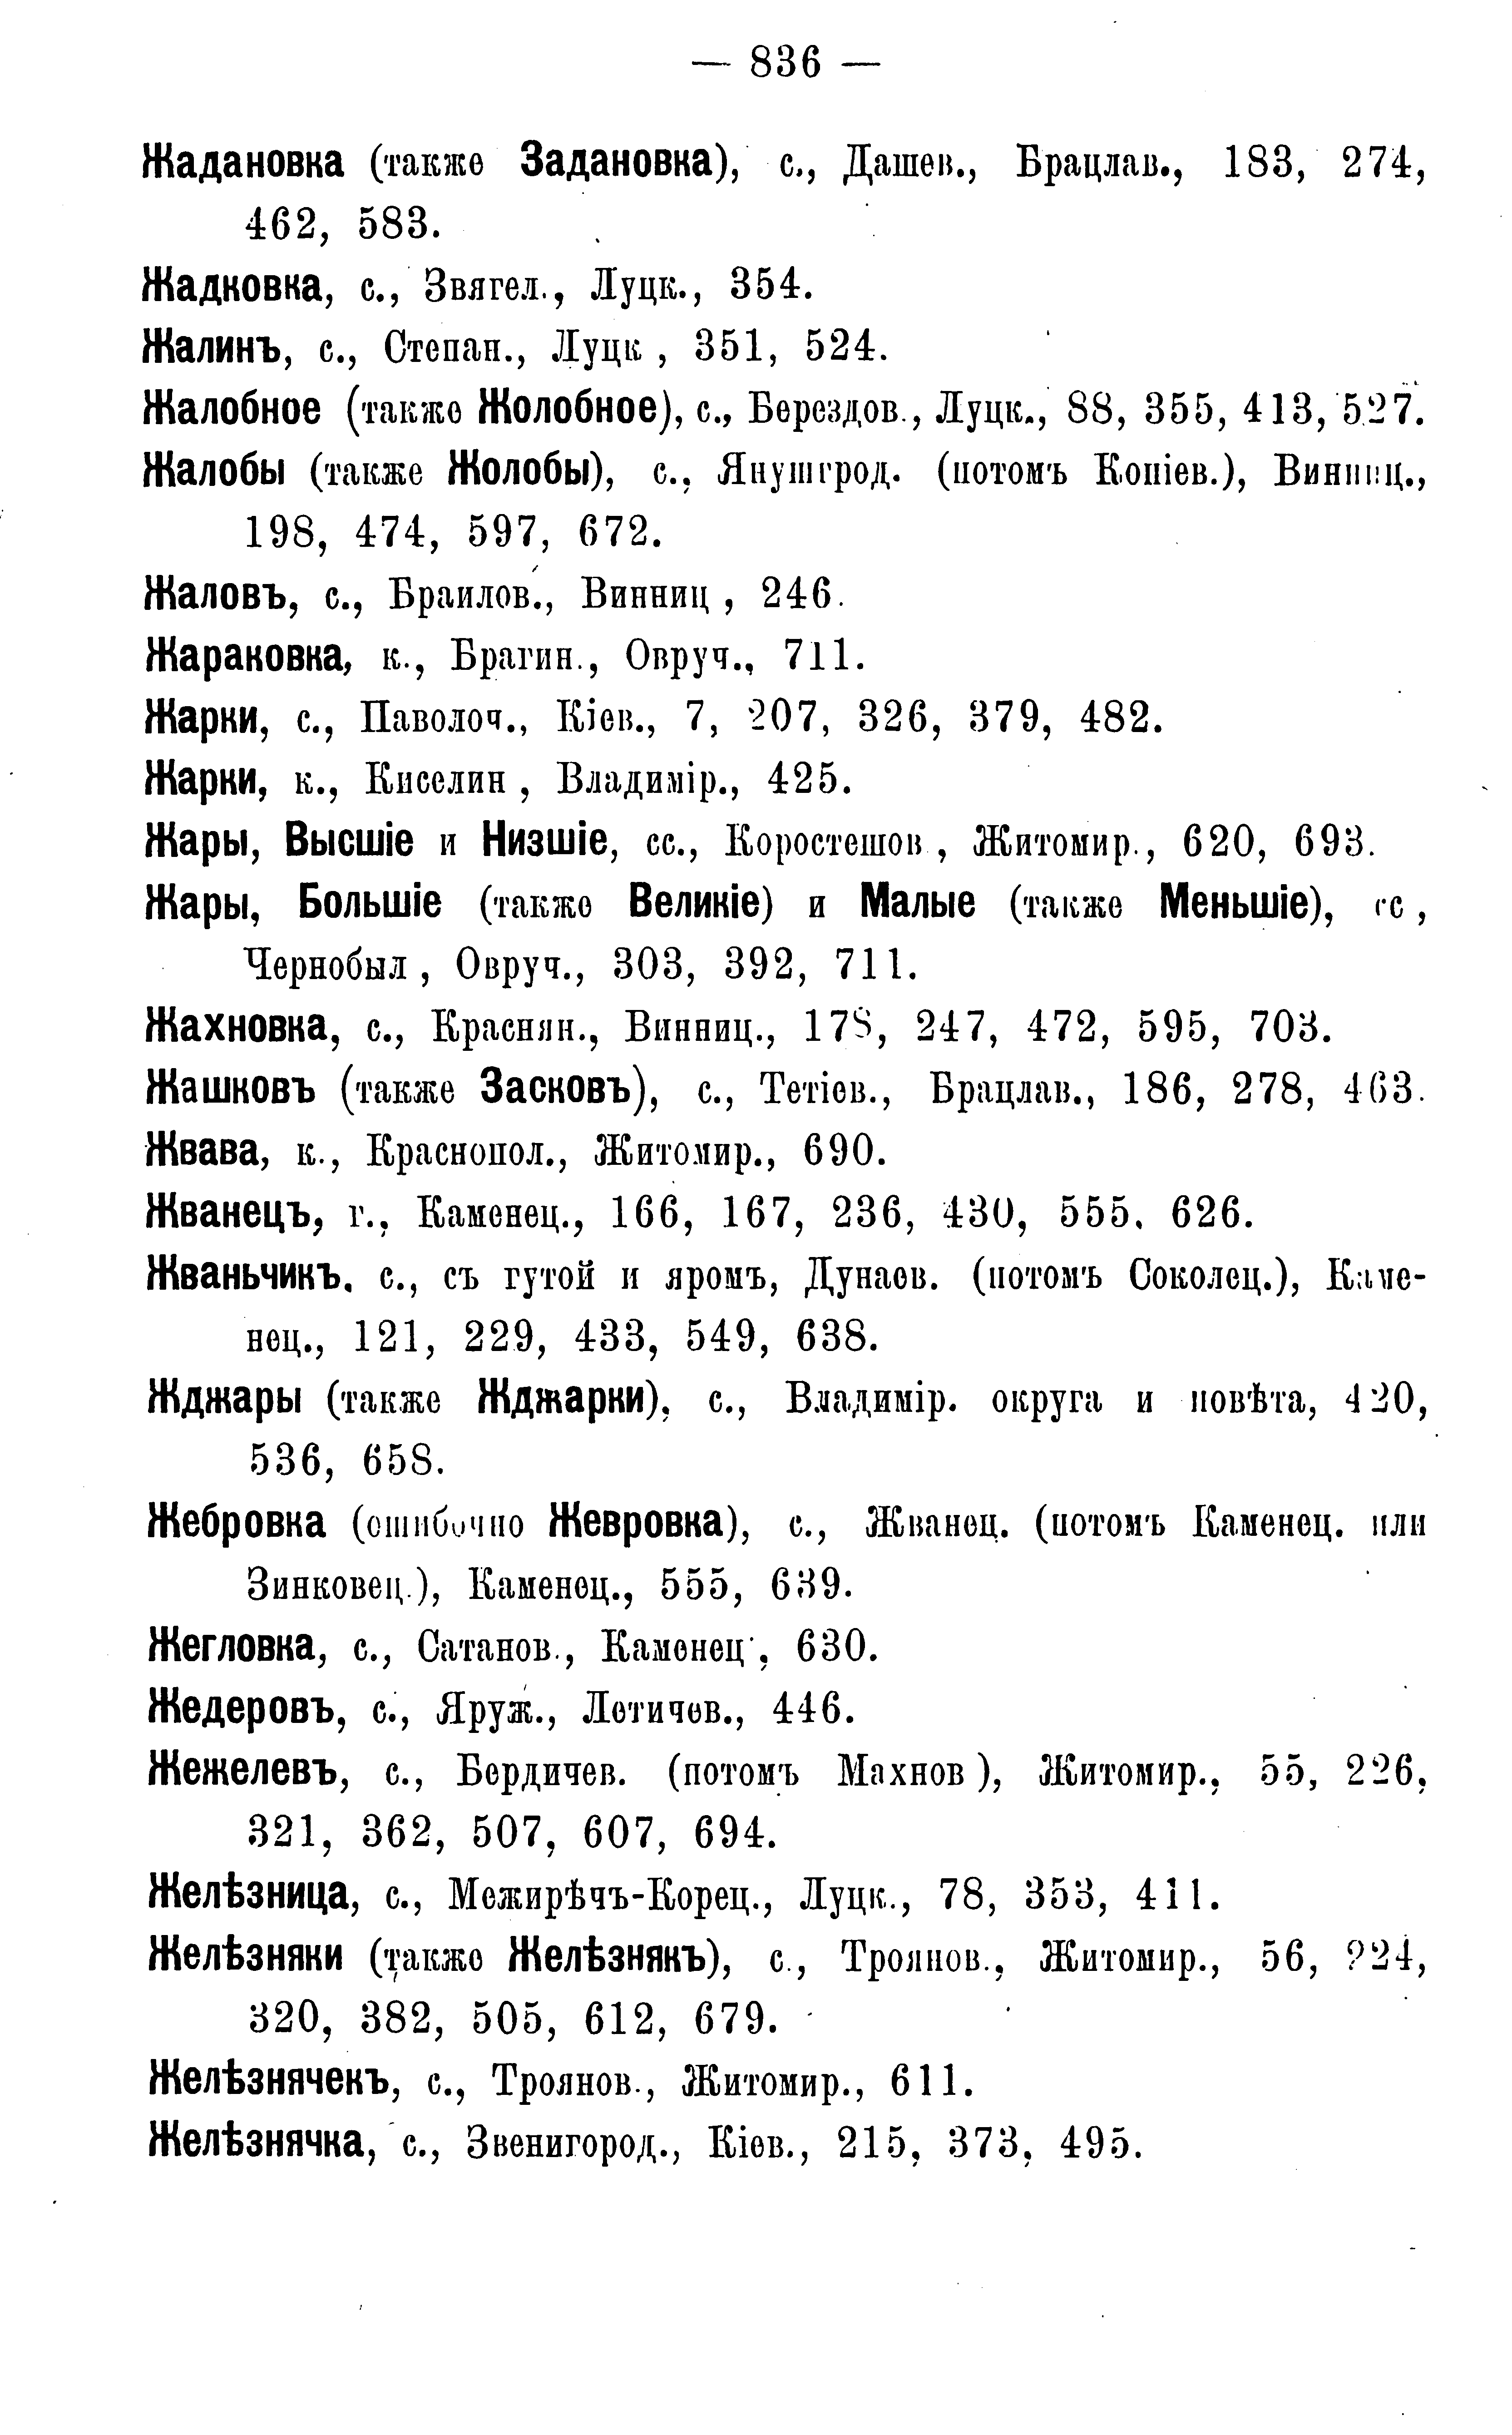 — 836 —
Жадановка (также Задановка), с., Дашев., Брацлав., 183, 274,
462, 583.
Жадковка, с., Звягел., Луцк., 354.
Жалинъ, с., Степан., Луцк , 351, 524.
Жалобное (также Жолобное), с., Берездов., Луцк., 88, 355, 413, 527.
Жалобы (также Жолобы), с., Янушгрод. (потомъ Копіев.), Винниц.,
198, 474, 597, 672.
Жаловъ, с., Браилов., Винниц , 246.
Жараковка, к., Брагин., Овруч., 711.
Жарки, с., Паволоч., Кіев., 7, 207, 326, 379, 482.
Жарки, к., Киселин , Владимір., 425.
Жары, Высшіе и Низшіе, сс., Коростешов , Житомир., 620, 693.
Жары, Большіе (также Великіе) и Малые (также Меньшіе), сс ,
Чернобыл , Овруч., 303, 392, 711.
Жахновка, с., Краснян., Винниц., 178, 247, 472, 595, 703.
Жашковъ (также Засковъ), с., Тетіев., Брацлав., 186, 278, 463.
Жвава, к., Краснопол., Житомир., 690.
Жванецъ, г., Каменец., 166, 167, 236, 430, 555, 626.
Жваньчикъ, с., съ гутой и яромъ, Дунаев. (потомъ Соколец.), Каме-
нец., 121, 229, 433, 549, 638.
Жджары (также Жджарки), с., Владимір. округа и повѣта, 420,
536, 658.
Жебровка (ошибочно Жевровка), с., Жванец. (потомъ Каменец. или
Зинковец.), Каменец., 555, 639.
Жегловка, с., Сатанов., Каменец., 630.
Жедеровъ, с., Яруж., Летичев., 446.
Жежелевъ, с., Бердичев. (потомъ Махнов ), Житомир., 55, 226,
321, 362, 507, 607, 694.
Желѣзница, с., Межирѣчъ-Корец., Луцк., 78, 353, 411.
Желѣзняки (также Желѣзнякъ), с., Троянов., Житомир., 56, 224,
320, 382, 505, 612, 679.
Желѣзнячекъ, с., Троянов., Житомир., 611.
Желѣзнячка, с., Звенигород., Кіев., 215, 373, 495.